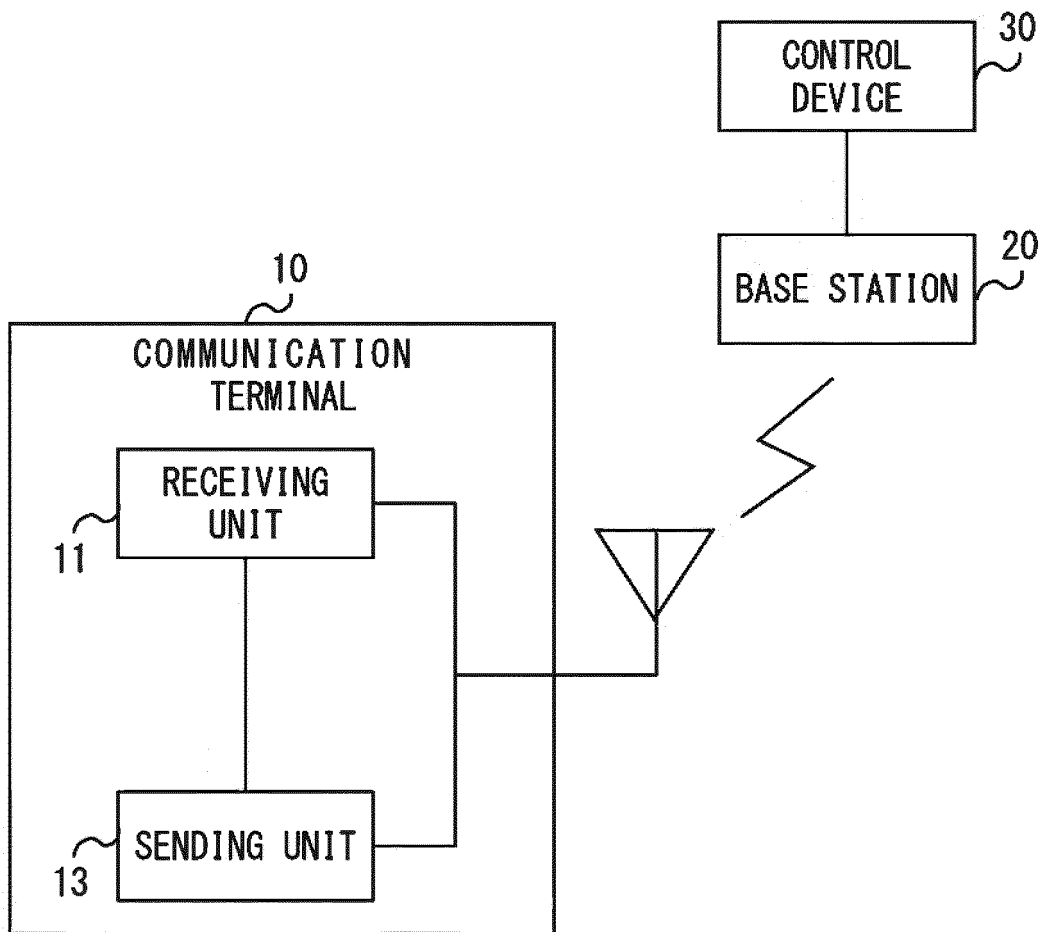 30
CONTROL
DEVICE
20
BASE STATION
10
COMMUNICATION
TERMINAL
RECEIVING
UNIT
11
SENDING UNIT
13